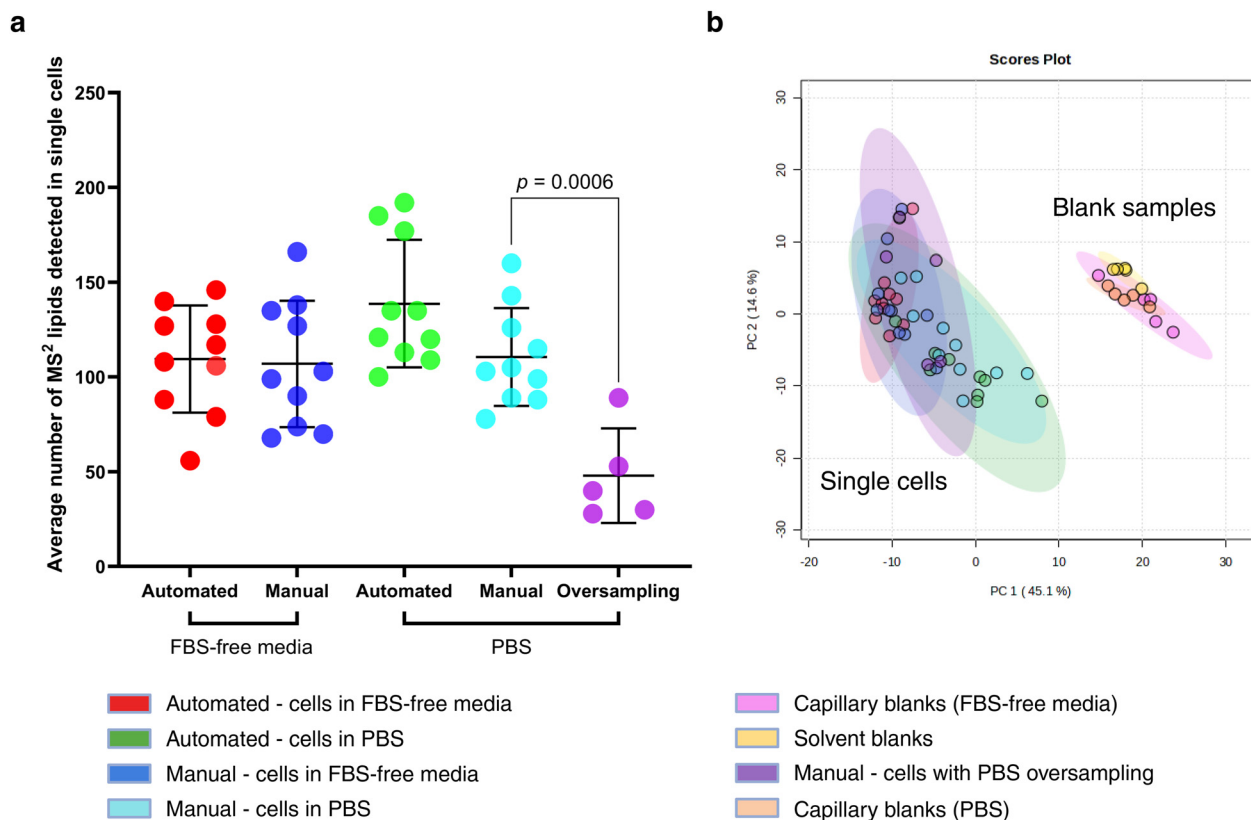 a
Average number of MS² lipids detected in single cells
250
200
150
100
50
0
p = 0.0006
Automated
Manual
Automated
Manual
Oversampling
FBS-free media
PBS
b
Scores Plot
PC 2 ( 14.6 %)
30
20
10
0
-10
-20
-30
Blank samples
Single cells
-20
-10
0
10
20
30
PC 1 ( 45.1 %)
Automated - cells in FBS-free media
Automated - cells in PBS
Manual - cells in FBS-free media
Manual - cells in PBS
Capillary blanks (FBS-free media)
Solvent blanks
Manual - cells with PBS oversampling
Capillary blanks (PBS)